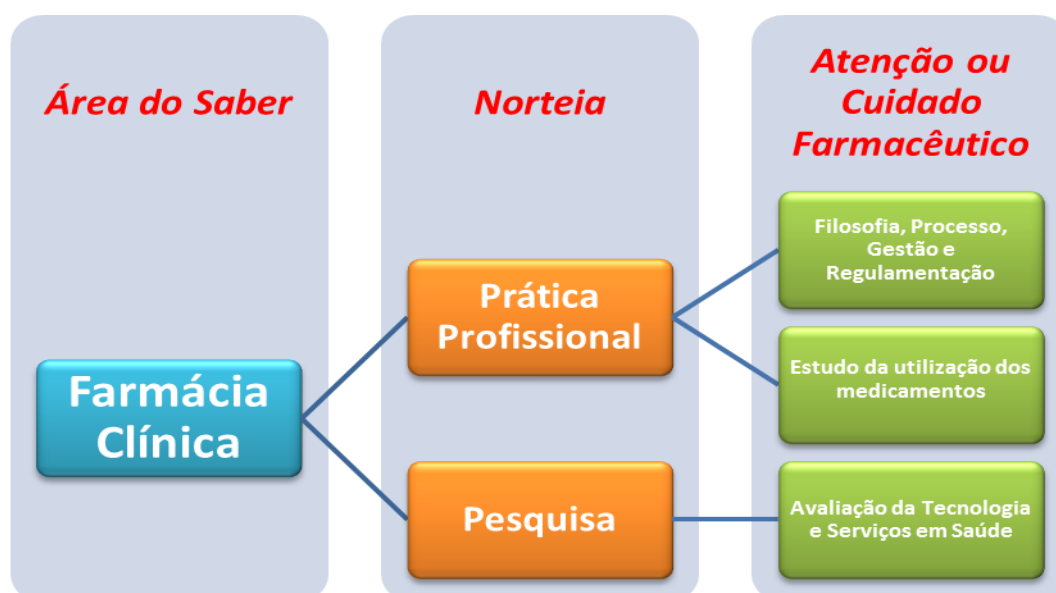 Área do Saber
Norteia
Atenção ou
Cuidado
Farmacêutico
Farmácia
Clínica
Prática
Profissional
Pesquisa
Filosofia, Processo,
Gestão e
Regulamentação
Estudo da utilização dos
medicamentos
Avaliação da Tecnologia
e Serviços em Saúde